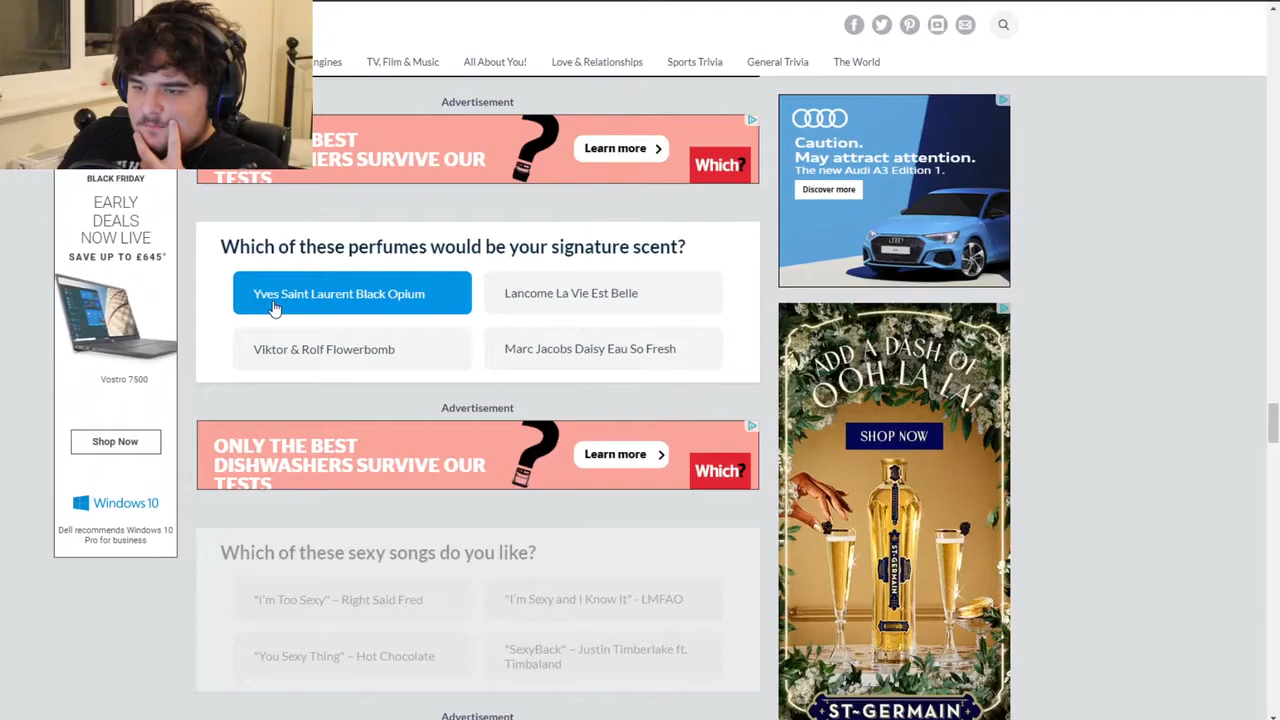 ngines
TV, Film & Music
All About You!
Love & Relationships
Sports Trivia
General Trivia
The World
Advertisement
BEST
HERS SURVIVE OUR
TESTS
Learn more
Which?
BLACK FRIDAY
EARLY
DEALS
NOW LIVE
SAVE UP TO £645*
Vostro 7500
Shop Now
Windows 10
Dell recommends Windows 10
Pro for business
Which of these perfumes would be your signature scent?
Yves Saint Laurent Black Opium
Lancome La Vie Est Belle
Viktor & Rolf Flowerbomb
Marc Jacobs Daisy Eau So Fresh
Advertisement
ONLY THE BEST
DISHWASHERS SURVIVE OUR
TESTS
Learn more
Which?
Which of these sexy songs do you like?
"I'm Too Sexy" – Right Said Fred
"I'm Sexy and I Know It" - LMFAO
"You Sexy Thing" – Hot Chocolate
"SexyBack" – Justin Timberlake ft.
Timbaland
Advertisement
Caution.
May attract attention.
The new Audi A3 Edition 1.
Discover more
ADD A DASH OF
OOH LA LA!
SHOP NOW
ST-GERMAIN
ST~GERMAIN